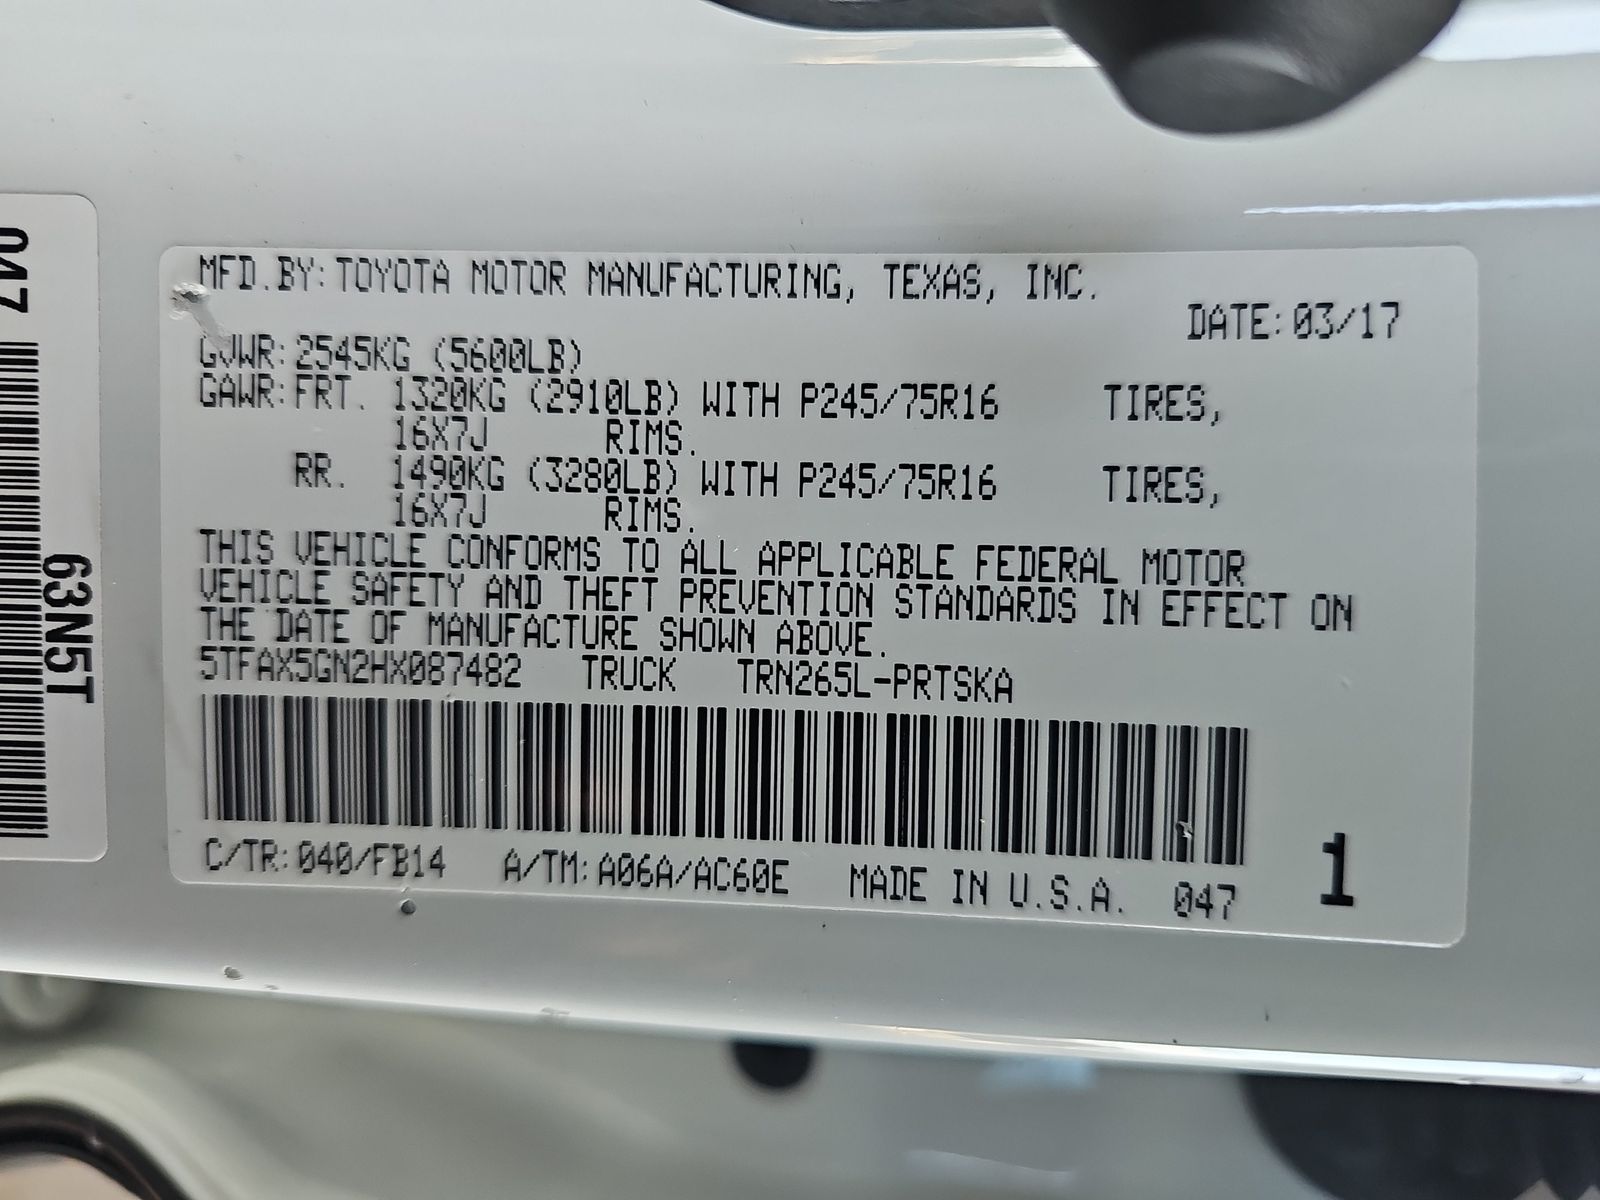 MFD.BY: TOYOTA MOTOR MANUFACTURING, TEXAS, INC.
DATE: 03/17
GVWR: 2545KG (5600LB)
GAWR: FRT. 1320KG (2910LB) WITH P245/75R16 TIRES,
16X7J RIMS.
RR. 1490KG (3280LB) WITH P245/75R16 TIRES,
16X7J RIMS.
THIS VEHICLE CONFORMS TO ALL APPLICABLE FEDERAL MOTOR
VEHICLE SAFETY AND THEFT PREVENTION STANDARDS IN EFFECT ON
THE DATE OF MANUFACTURE SHOWN ABOVE.
5TFAX5GN2HX087482 TRUCK TRN265L-PRTSKA
C/TR: 040/FB14 A/TM: A06A/AC60E MADE IN U.S.A. 047
1
047
63N5T